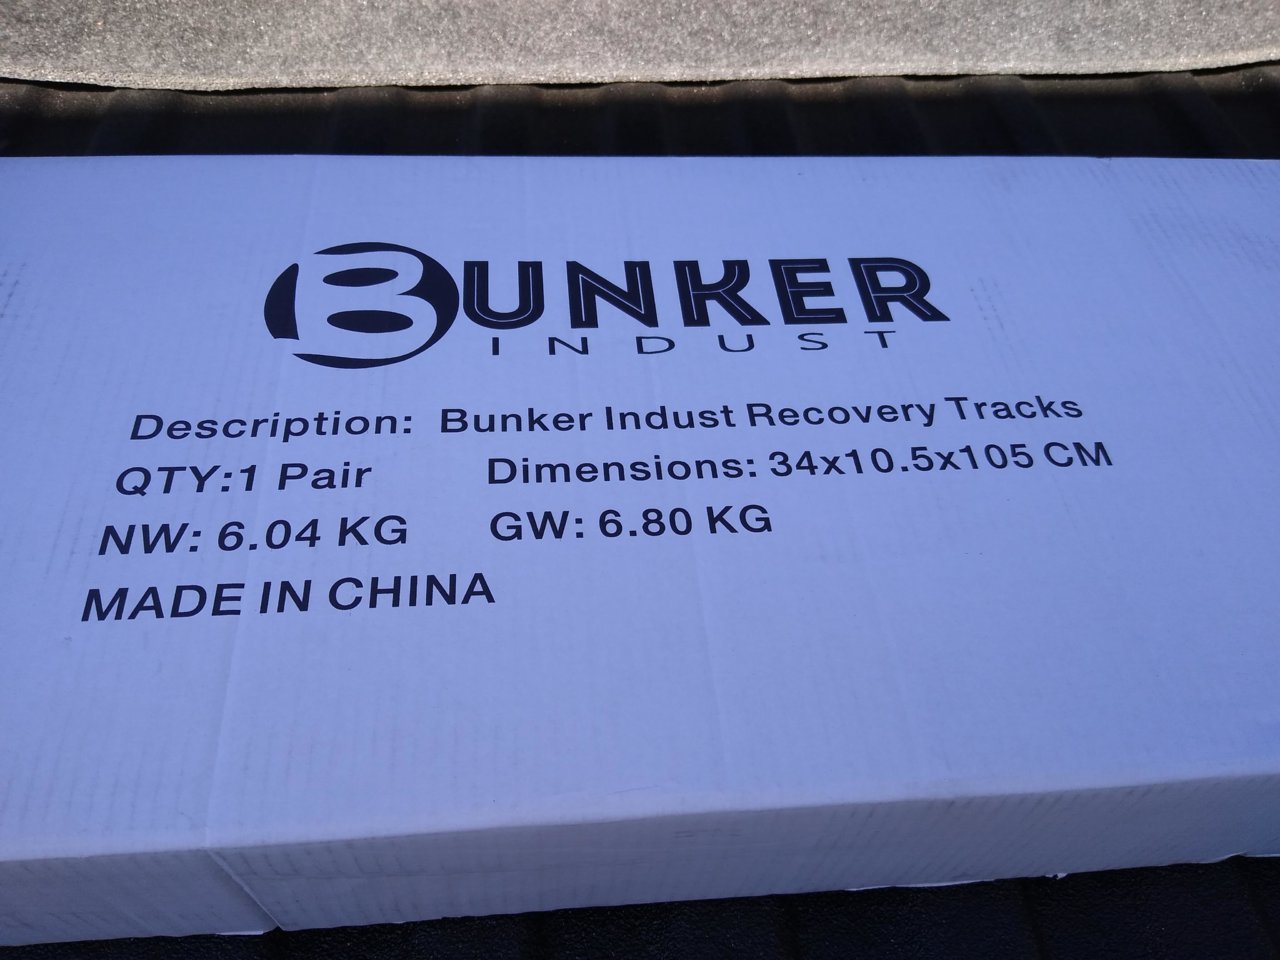 BUNKER
INDUST
Description: Bunker Indust Recovery Tracks
QTY:1 Pair Dimensions: 34x10.5x105 CM
NW: 6.04 KG GW: 6.80 KG
MADE IN CHINA